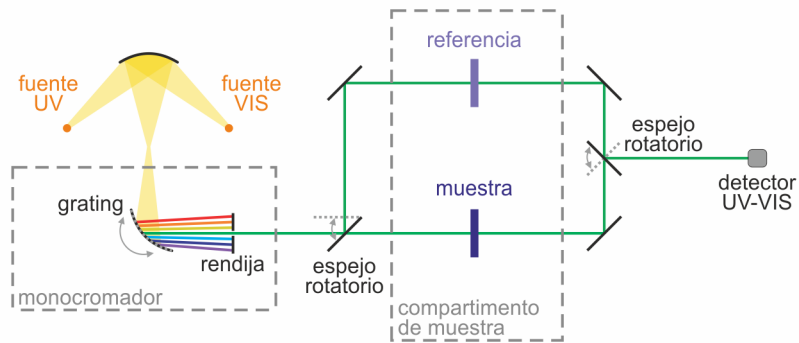 referencia
fuente
UV
fuente
VIS
espejo
rotatorio
grating
muestra
detector
UV-VIS
rendija
espejo
rotatorio
monocromador
compartimento
de muestra